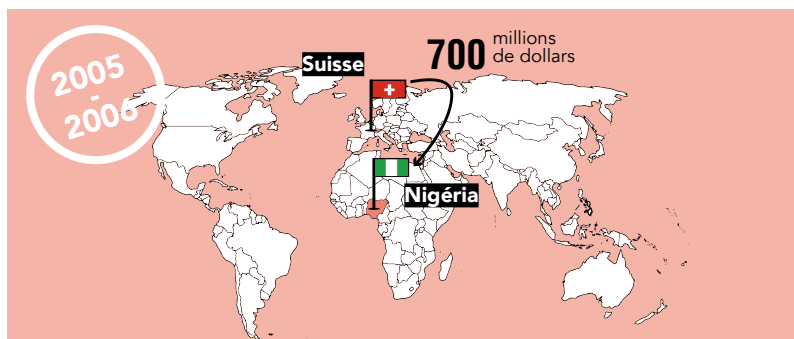 2005
-
2006
Suisse
700 millions
de dollars
Nigéria